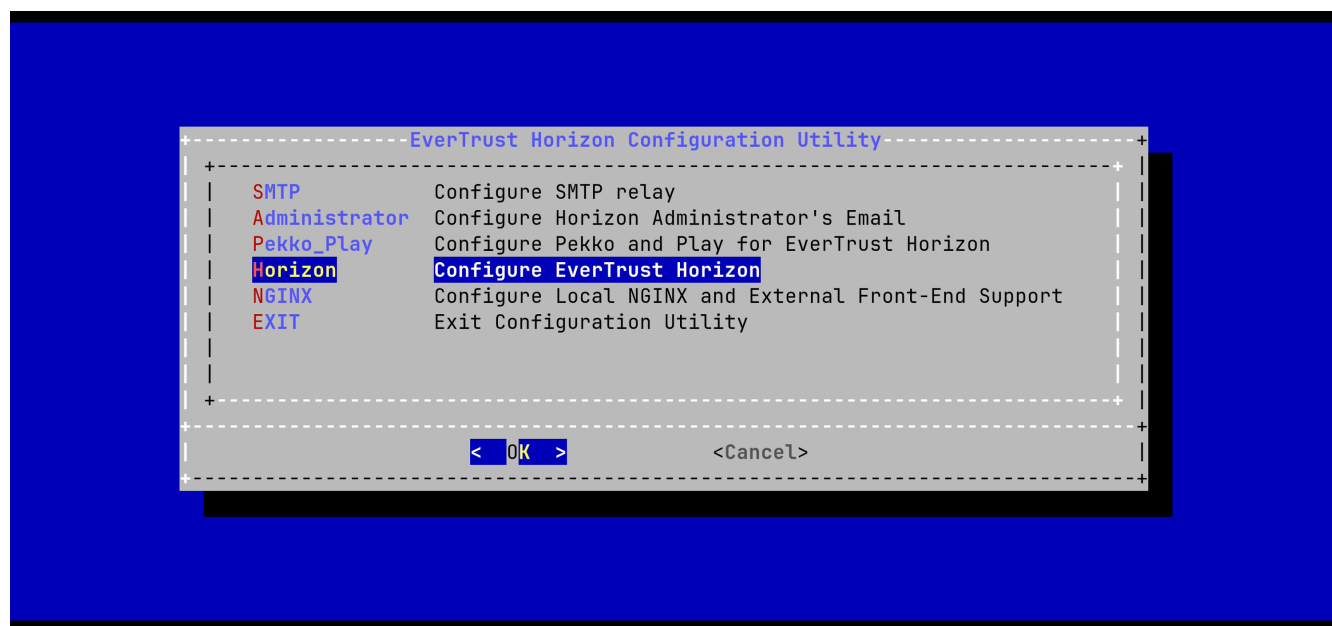 EverTrust Horizon Configuration Utility
SMTP Configure SMTP relay
Administrator Configure Horizon Administrator's Email
Pekko_Play Configure Pekko and Play for EverTrust Horizon
Horizon Configure EverTrust Horizon
NGINX Configure Local NGINX and External Front-End Support
EXIT Exit Configuration Utility
< OK > <Cancel>